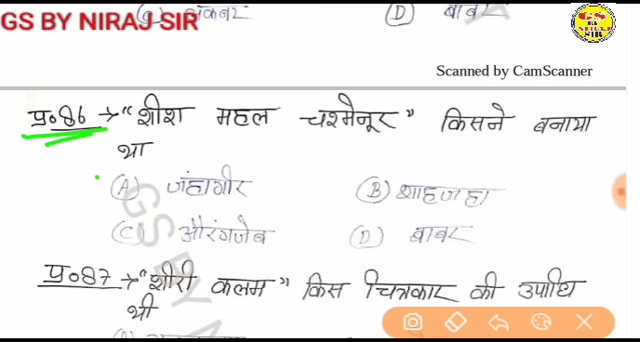 GS BY NIRAJ SIR
(D) बाबर
Scanned by CamScanner
प्र०86 → "शीश महल चश्मेनूर" किसने बनाया
था
(A) जंहागीर (B) शाहजहा
(C) औरंगजेब (D) बाबर
प्र०87 → "शीरी कलम" किस चित्रकार की उपाधि
थी